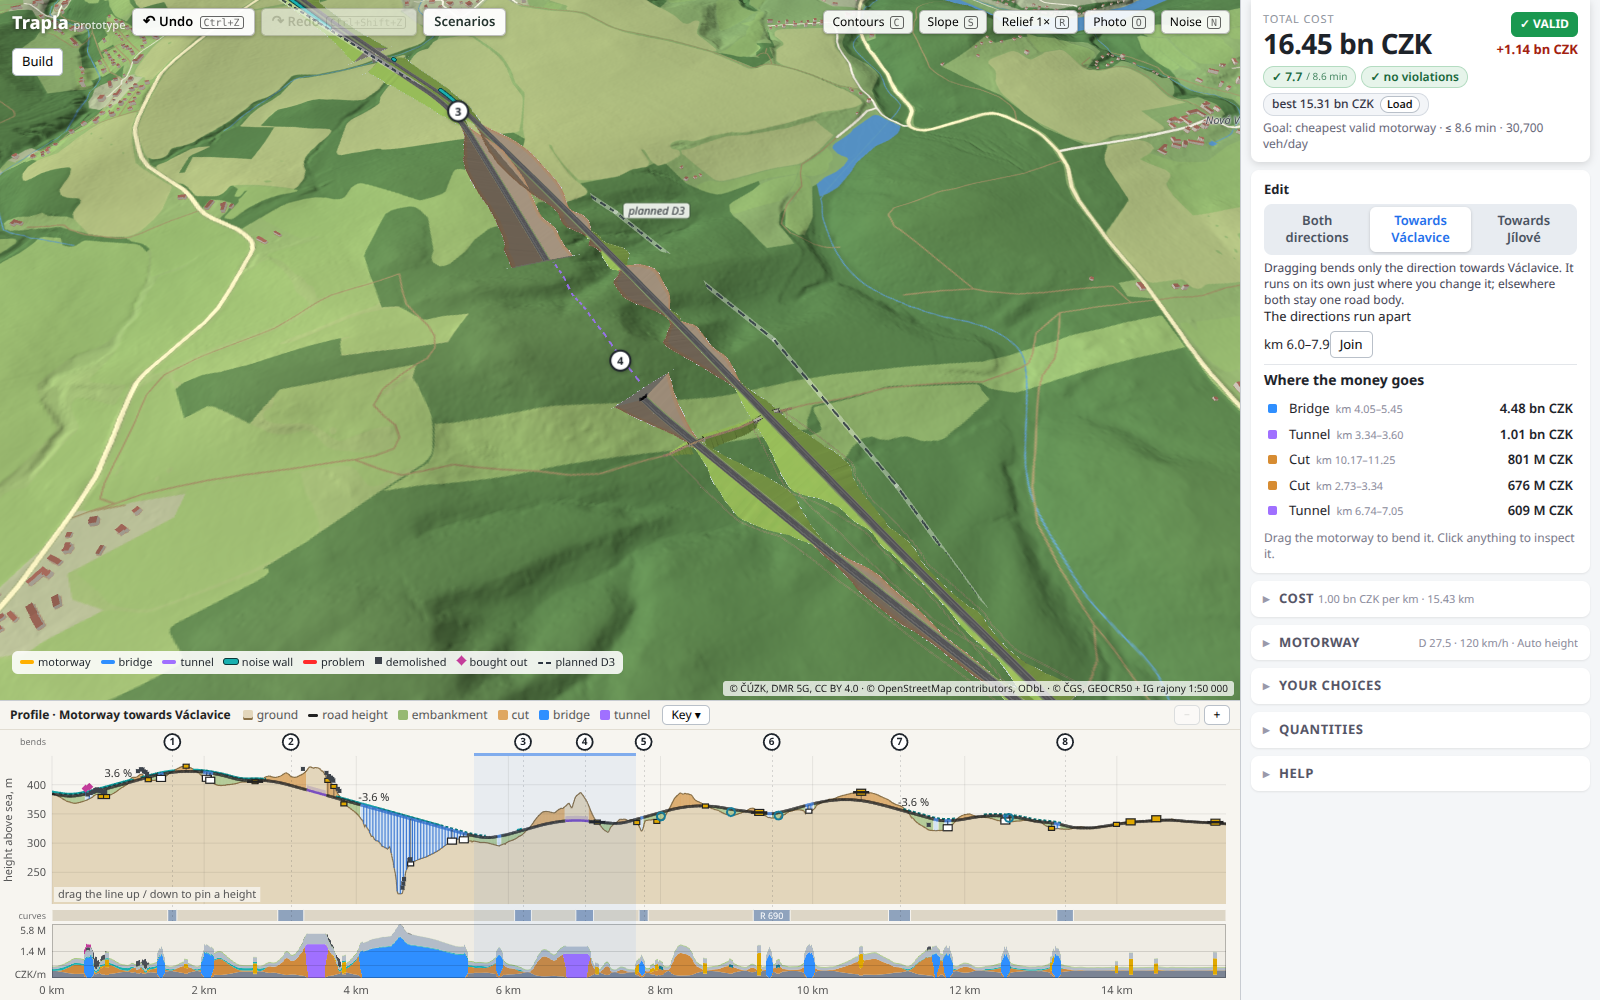 Trapla prototype
↶ Undo Ctrl+Z
↷ Redo Ctrl+Shift+Z
Scenarios
Contours C
Slope S
Relief 1× R
Photo O
Noise N
Build
3
planned D3
4
motorway
bridge
tunnel
noise wall
problem
demolished
bought out
planned D3
© ČÚZK, DMR 5G, CC BY 4.0 · © OpenStreetMap contributors, ODbL · © ČGS, GEOCR50 + IG rajony 1:50 000
TOTAL COST
16.45 bn CZK
✓ VALID
+1.14 bn CZK
✓ 7.7 / 8.6 min
✓ no violations
best 15.31 bn CZK Load
Goal: cheapest valid motorway · ≤ 8.6 min · 30,700
veh/day
Edit
Both directions
Towards Václavice
Towards Jílové
Dragging bends only the direction towards Václavice. It
runs on its own just where you change it; elsewhere
both stay one road body.
The directions run apart
km 6.0–7.9 Join
Where the money goes
Bridge km 4.05–5.45 4.48 bn CZK
Tunnel km 3.34–3.60 1.01 bn CZK
Cut km 10.17–11.25 801 M CZK
Cut km 2.73–3.34 676 M CZK
Tunnel km 6.74–7.05 609 M CZK
Drag the motorway to bend it. Click anything to inspect
it.
▶ COST 1.00 bn CZK per km · 15.43 km
▶ MOTORWAY D 27.5 · 120 km/h · Auto height
▶ YOUR CHOICES
▶ QUANTITIES
▶ HELP
Profile · Motorway towards Václavice
ground
road height
embankment
cut
bridge
tunnel
Key ▾
−
+
bends
1 2 3 4 5 6 7 8
height above sea, m
400
350
300
250
3.6 %
-3.6 %
-3.6 %
drag the line up / down to pin a height
curves
R 690
5.8 M
1.4 M
CZK/m
0 km 2 km 4 km 6 km 8 km 10 km 12 km 14 km